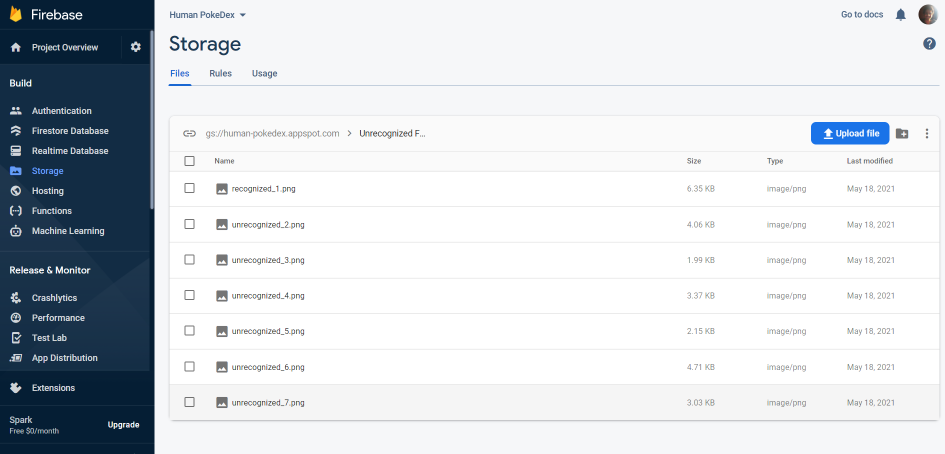 Firebase
Human PokeDex
Go to docs
Project Overview
Storage
Files Rules Usage
Build
Authentication
Firestore Database
Realtime Database
Storage
Hosting
Functions
Machine Learning
Release & Monitor
Crashlytics
Performance
Test Lab
App Distribution
Extensions
Spark
Free $0/month
Upgrade
gs://human-pokedex.appspot.com > Unrecognized F...
Upload file
Name Size Type Last modified
recognized_1.png 6.35 KB image/png May 18, 2021
unrecognized_2.png 4.06 KB image/png May 18, 2021
unrecognized_3.png 1.99 KB image/png May 18, 2021
unrecognized_4.png 3.37 KB image/png May 18, 2021
unrecognized_5.png 2.15 KB image/png May 18, 2021
unrecognized_6.png 4.71 KB image/png May 18, 2021
unrecognized_7.png 3.03 KB image/png May 18, 2021